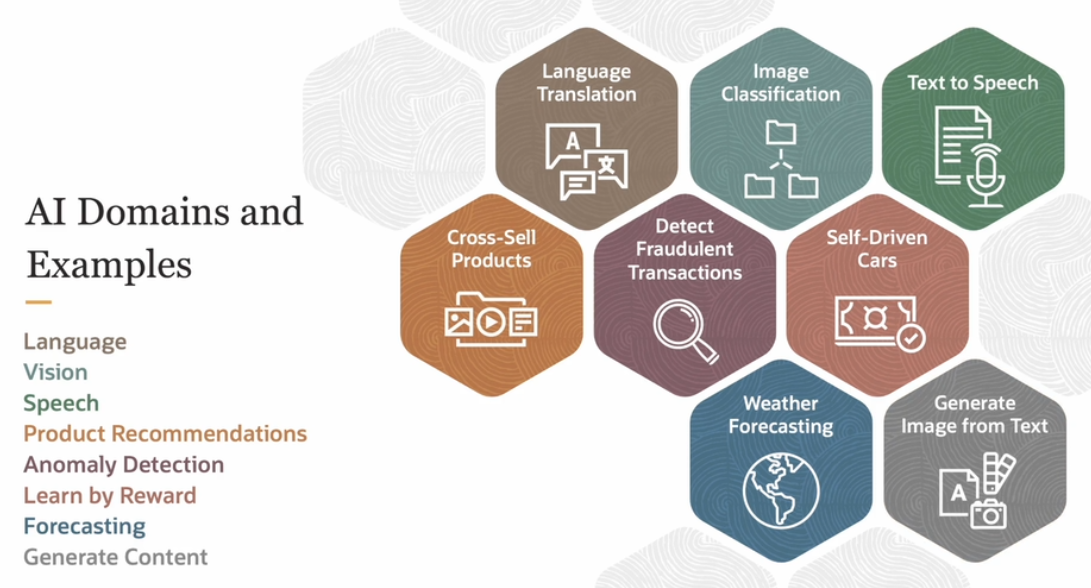 AI Domains and
Examples
Language
Vision
Speech
Product Recommendations
Anomaly Detection
Learn by Reward
Forecasting
Generate Content
Language
Translation
A
文
Image
Classification
Text to Speech
Cross-Sell
Products
Detect
Fraudulent
Transactions
Self-Driven
Cars
Weather
Forecasting
Generate
Image from Text
A